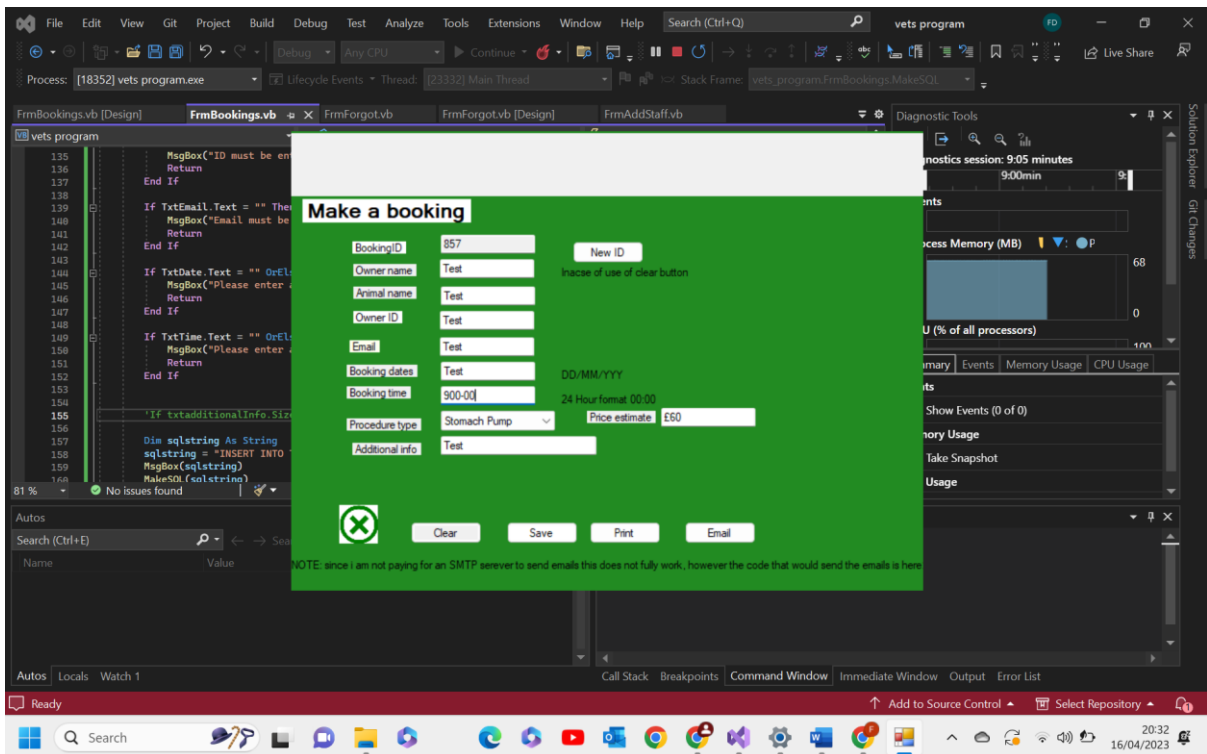 File Edit View Git Project Build Debug Test Analyze Tools Extensions Window Help Search (Ctrl+Q) vets program FD
Debug Any CPU Continue Live Share
Process: [18352] vets program.exe Lifecycle Events Thread: [23332] Main Thread Stack Frame: vets_program.FrmBookings.MakeSQL
FrmBookings.vb [Design] FrmBookings.vb FrmForgot.vb FrmForgot.vb [Design] FrmAddStaff.vb Diagnostic Tools
Solution Explorer
Git Changes
VB vets program
135 MsgBox("ID must be en
136 Return
137 End If
138
139 If TxtEmail.Text = "" The
140 MsgBox("Email must be
141 Return
142 End If
143
144 If TxtDate.Text = "" OrEl
145 MsgBox("Please enter a
146 Return
147 End If
148
149 If TxtTime.Text = "" OrEl
150 MsgBox("Please enter a
151 Return
152 End If
153
154
155 'If txtadditionalInfo.Size
156
157 Dim sqlstring As String
158 sqlstring = "INSERT INTO
159 MsgBox(sqlstring)
160 MakeSQL(sqlstring)
81 % No issues found
Make a booking
BookingID 857 New ID
Owner name Test Inacse of use of clear button
Animal name Test
Owner ID Test
Email Test
Booking dates Test DD/MM/YYY
Booking time 900-00 24 Hour format 00:00
Procedure type Stomach Pump Price estimate £60
Additional info Test
Clear Save Print Email
NOTE: since i am not paying for an SMTP serever to send emails this does not fully work, however the code that would send the emails is here
gnostics session: 9:05 minutes
9:00min 9:
ents
ocess Memory (MB) P
68
0
U (% of all processors)
100
mmary Events Memory Usage CPU Usage
ts
Show Events (0 of 0)
mory Usage
Take Snapshot
Usage
Autos
Search (Ctrl+E) Sea
Name Value
Autos Locals Watch 1
Call Stack Breakpoints Command Window Immediate Window Output Error List
Ready Add to Source Control Select Repository
Search 20:32
16/04/2023